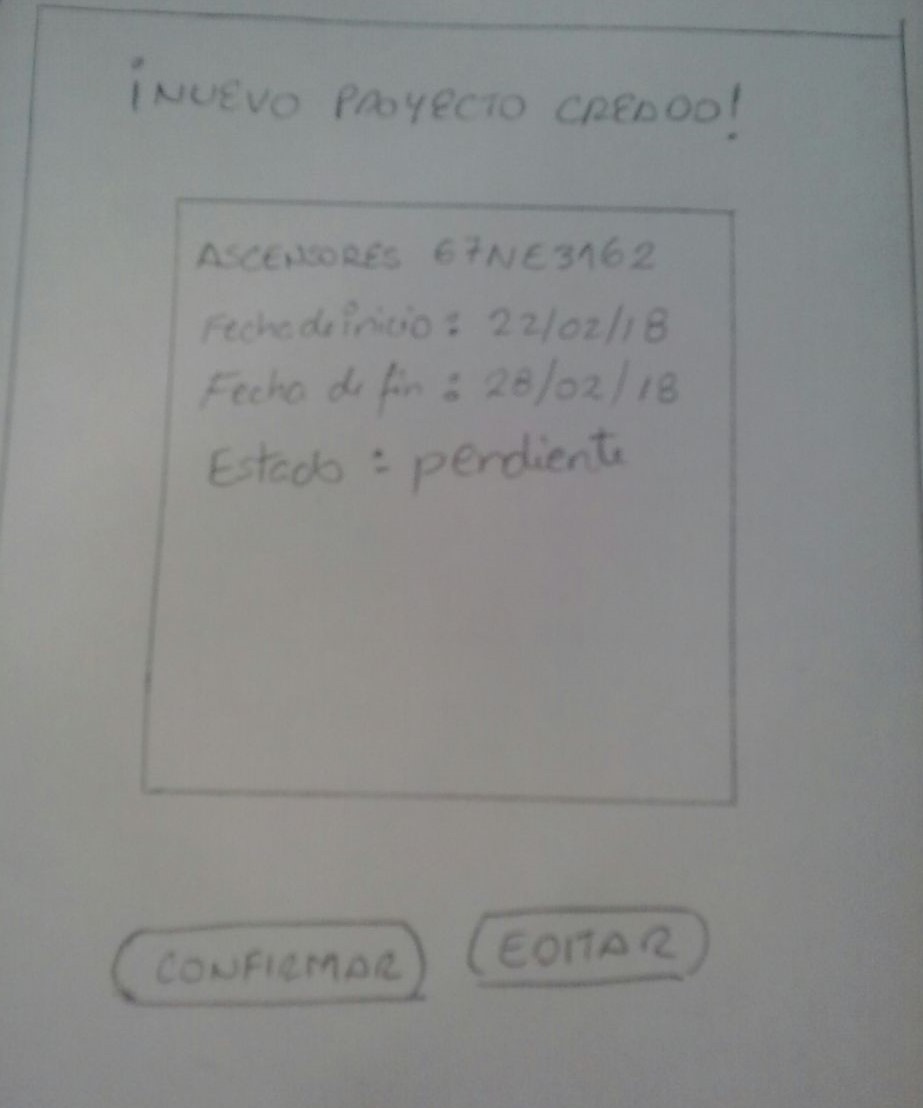 ¡NUEVO PROYECTO CREADO!
ASCENSORES 67NE3162
Fecha de inicio: 22/02/18
Fecha de fin: 28/02/18
Estado: pendiente
CONFIRMAR
EDITAR